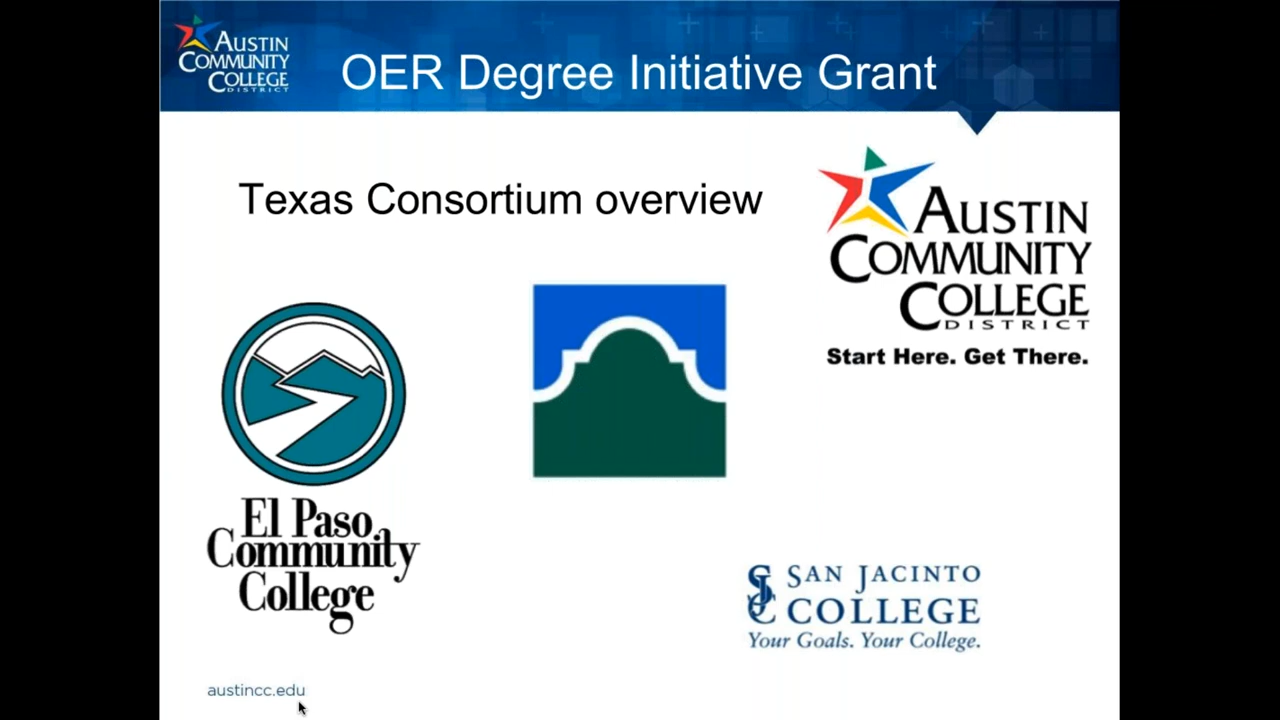 AUSTIN
COMMUNITY
COLLEGE
DISTRICT
OER Degree Initiative Grant
Texas Consortium overview
AUSTIN
COMMUNITY
COLLEGE
DISTRICT
Start Here. Get There.
El Paso
Community
College
SJC
SAN JACINTO
COLLEGE
Your Goals. Your College.
austincc.edu